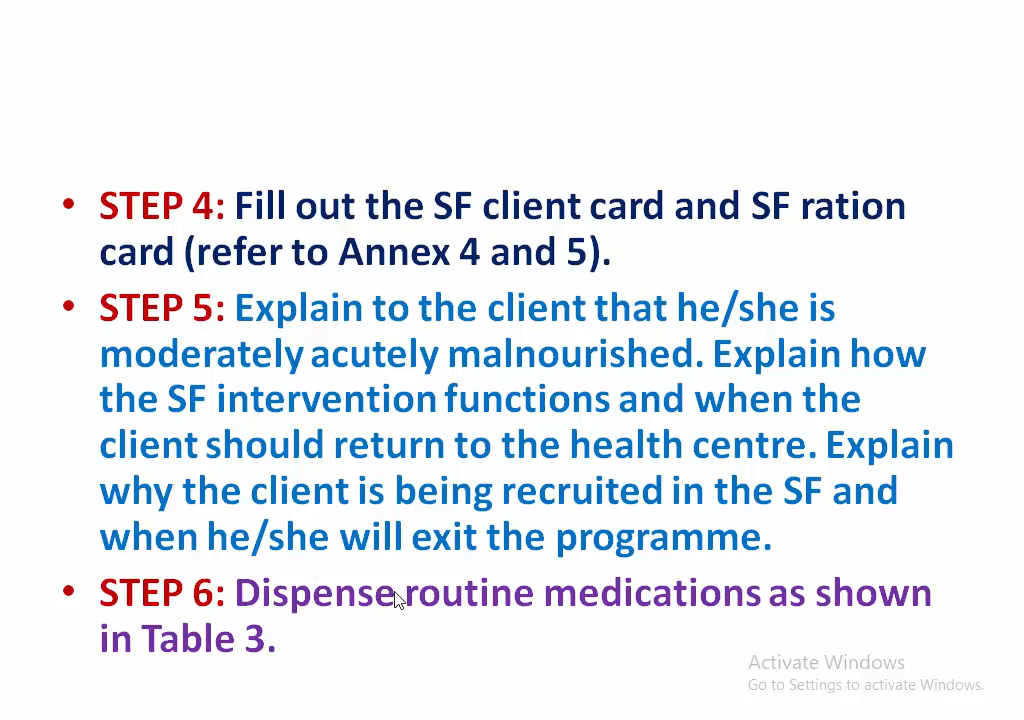 • STEP 4: Fill out the SF client card and SF ration
card (refer to Annex 4 and 5).
• STEP 5: Explain to the client that he/she is
moderately acutely malnourished. Explain how
the SF intervention functions and when the
client should return to the health centre. Explain
why the client is being recruited in the SF and
when he/she will exit the programme.
• STEP 6: Dispense routine medications as shown
in Table 3.
Activate Windows
Go to Settings to activate Windows.